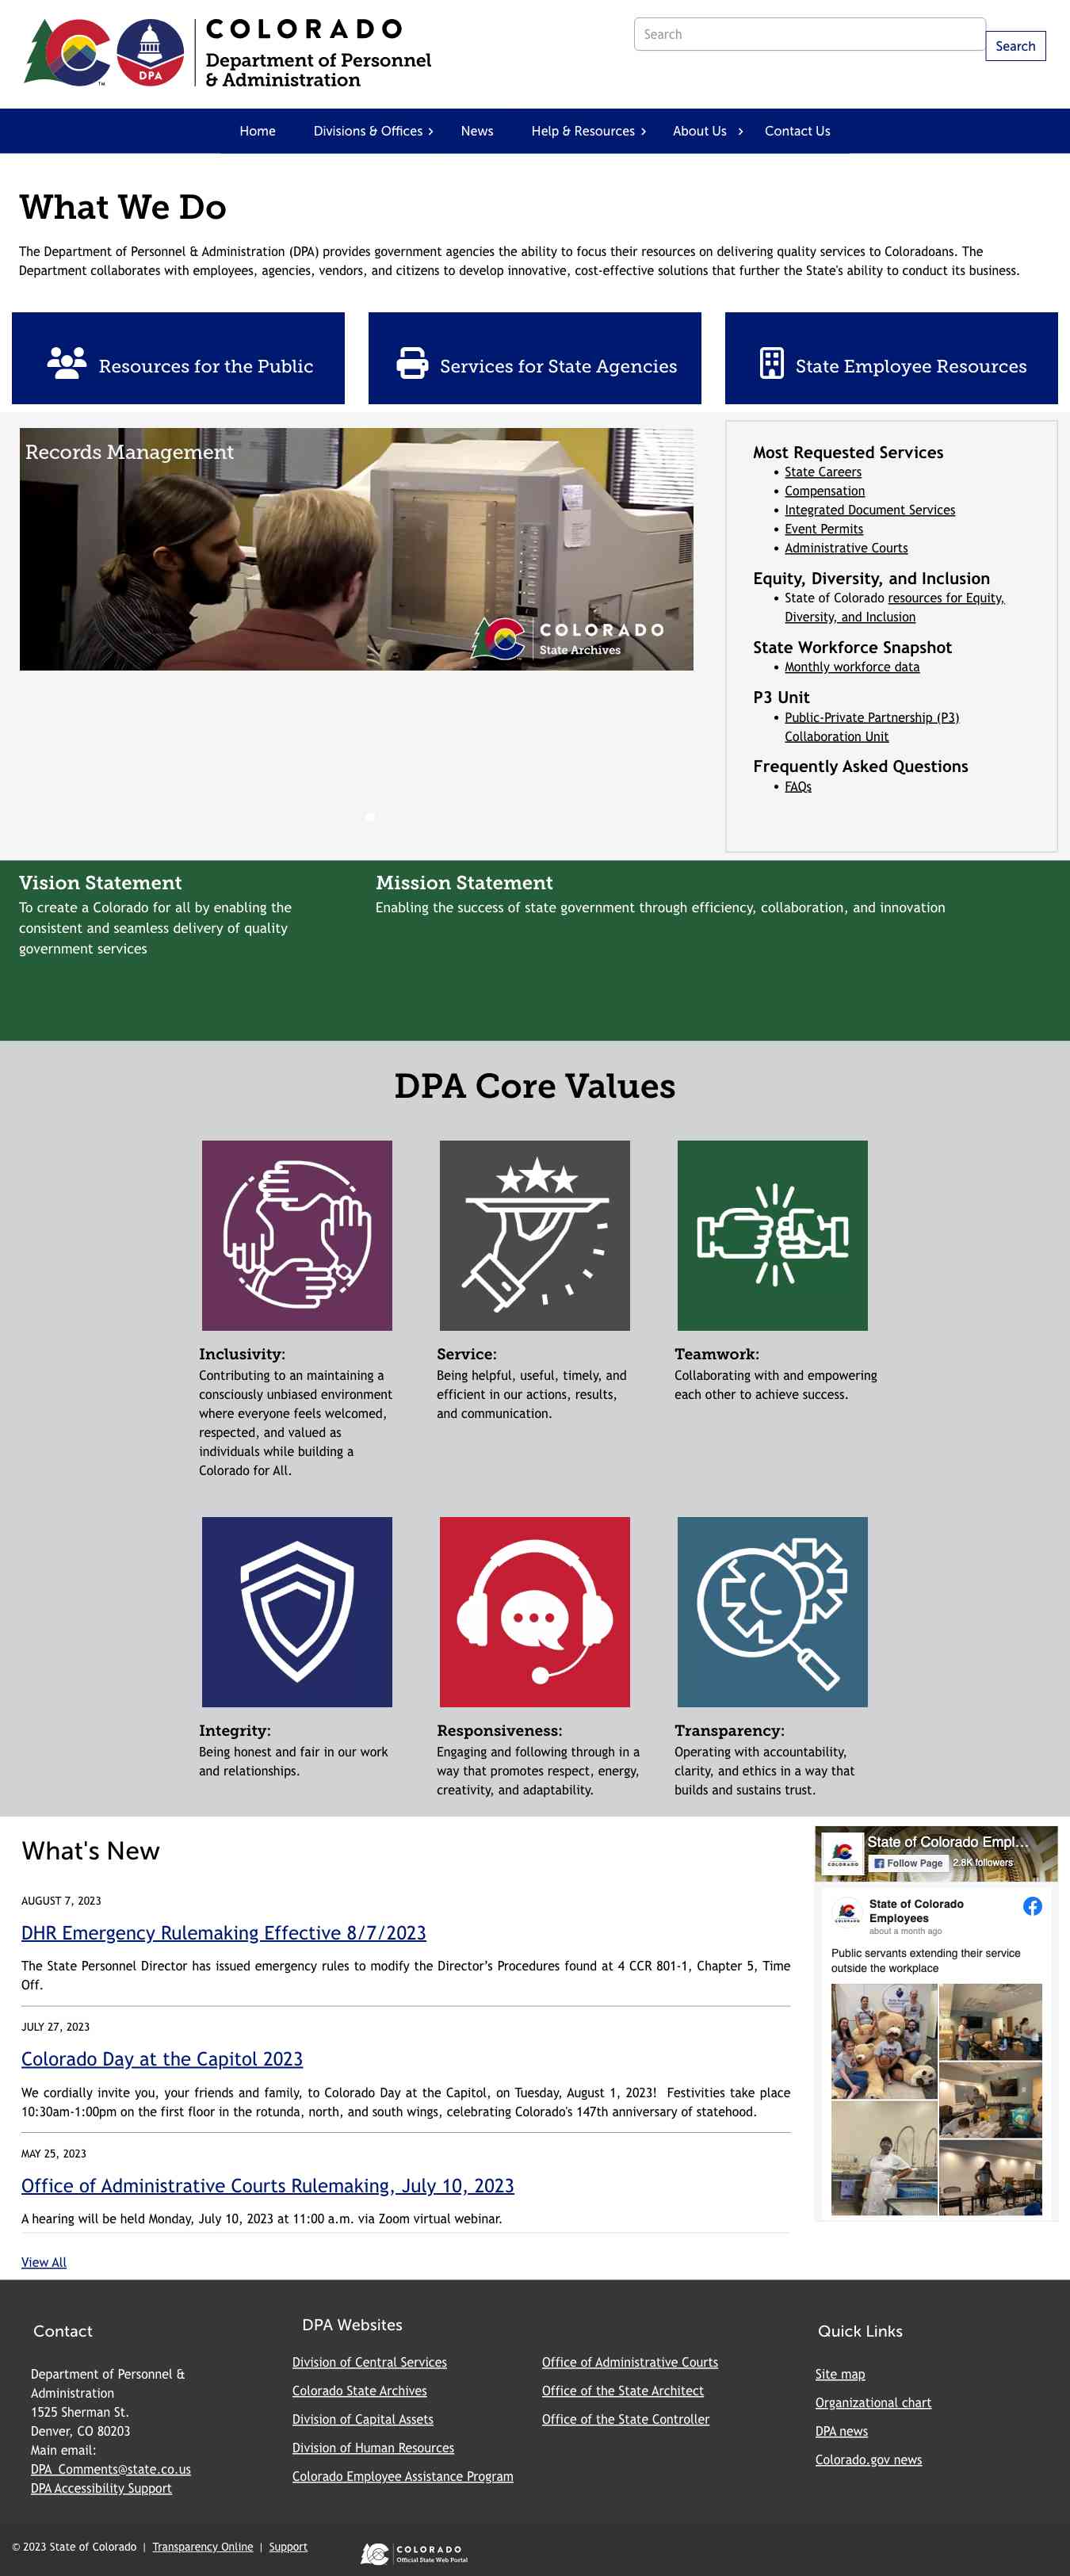 COLORADO
Department of Personnel
& Administration
DPA
TM
Search
Search
Home
Divisions & Offices
News
Help & Resources
About Us
Contact Us
What We Do
The Department of Personnel & Administration (DPA) provides government agencies the ability to focus their resources on delivering quality services to Coloradoans. The
Department collaborates with employees, agencies, vendors, and citizens to develop innovative, cost-effective solutions that further the State's ability to conduct its business.
Resources for the Public
Services for State Agencies
State Employee Resources
Records Management
COLORADO
State Archives
Most Requested Services
• State Careers
• Compensation
• Integrated Document Services
• Event Permits
• Administrative Courts
Equity, Diversity, and Inclusion
• State of Colorado resources for Equity,
Diversity, and Inclusion
State Workforce Snapshot
• Monthly workforce data
P3 Unit
• Public-Private Partnership (P3)
Collaboration Unit
Frequently Asked Questions
• FAQs
Vision Statement
To create a Colorado for all by enabling the
consistent and seamless delivery of quality
government services
Mission Statement
Enabling the success of state government through efficiency, collaboration, and innovation
DPA Core Values
Inclusivity:
Contributing to an maintaining a
consciously unbiased environment
where everyone feels welcomed,
respected, and valued as
individuals while building a
Colorado for All.
Service:
Being helpful, useful, timely, and
efficient in our actions, results,
and communication.
Teamwork:
Collaborating with and empowering
each other to achieve success.
Integrity:
Being honest and fair in our work
and relationships.
Responsiveness:
Engaging and following through in a
way that promotes respect, energy,
creativity, and adaptability.
Transparency:
Operating with accountability,
clarity, and ethics in a way that
builds and sustains trust.
What's New
AUGUST 7, 2023
DHR Emergency Rulemaking Effective 8/7/2023
The State Personnel Director has issued emergency rules to modify the Director’s Procedures found at 4 CCR 801-1, Chapter 5, Time
Off.
JULY 27, 2023
Colorado Day at the Capitol 2023
We cordially invite you, your friends and family, to Colorado Day at the Capitol, on Tuesday, August 1, 2023!  Festivities take place
10:30am-1:00pm on the first floor in the rotunda, north, and south wings, celebrating Colorado's 147th anniversary of statehood.
MAY 25, 2023
Office of Administrative Courts Rulemaking, July 10, 2023
A hearing will be held Monday, July 10, 2023 at 11:00 a.m. via Zoom virtual webinar.
View All
COLORADO
State of Colorado Empl...
Follow Page
2.8K followers
COLORADO
State of Colorado
Employees
about a month ago
Public servants extending their service
outside the workplace
Contact
Department of Personnel &
Administration
1525 Sherman St.
Denver, CO 80203
Main email:
DPA_Comments@state.co.us
DPA Accessibility Support
DPA Websites
Division of Central Services
Colorado State Archives
Division of Capital Assets
Division of Human Resources
Colorado Employee Assistance Program
Office of Administrative Courts
Office of the State Architect
Office of the State Controller
Quick Links
Site map
Organizational chart
DPA news
Colorado.gov news
© 2023 State of Colorado | Transparency Online | Support
COLORADO
Official State Web Portal